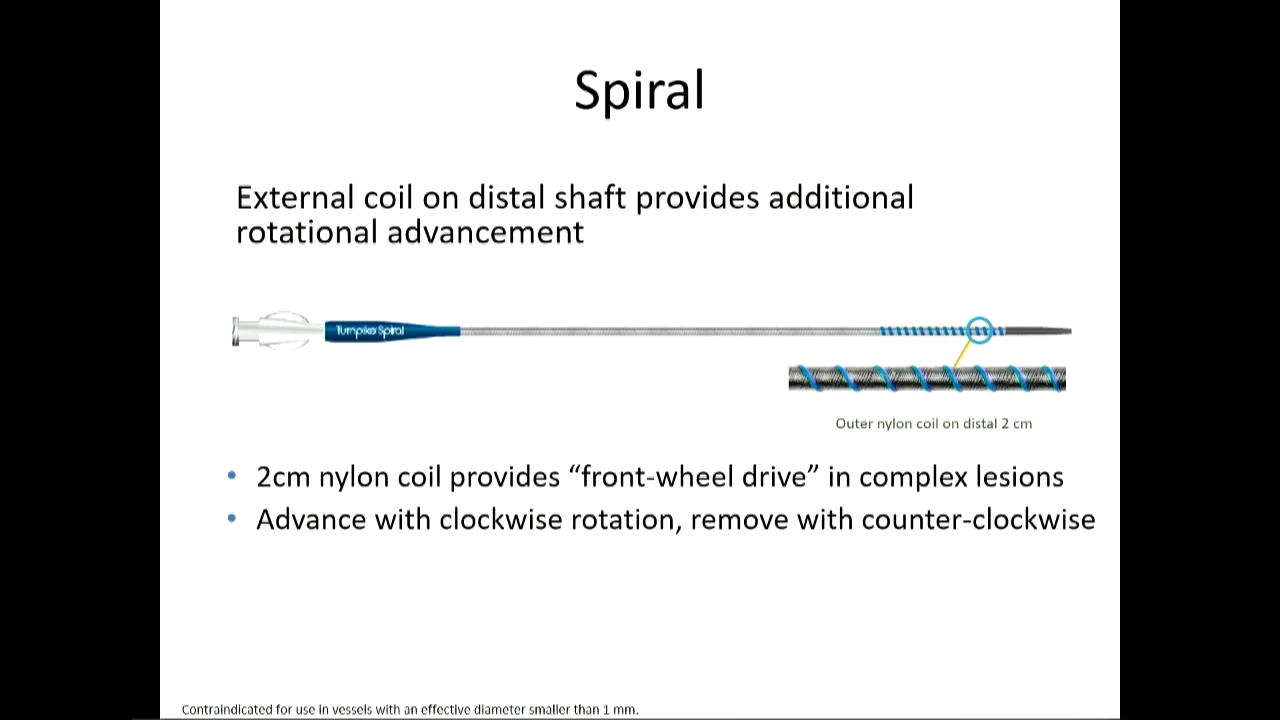 Spiral
External coil on distal shaft provides additional
rotational advancement
Turnpike Spiral
Outer nylon coil on distal 2 cm
• 2cm nylon coil provides “front-wheel drive” in complex lesions
• Advance with clockwise rotation, remove with counter-clockwise
Contraindicated for use in vessels with an effective diameter smaller than 1 mm.